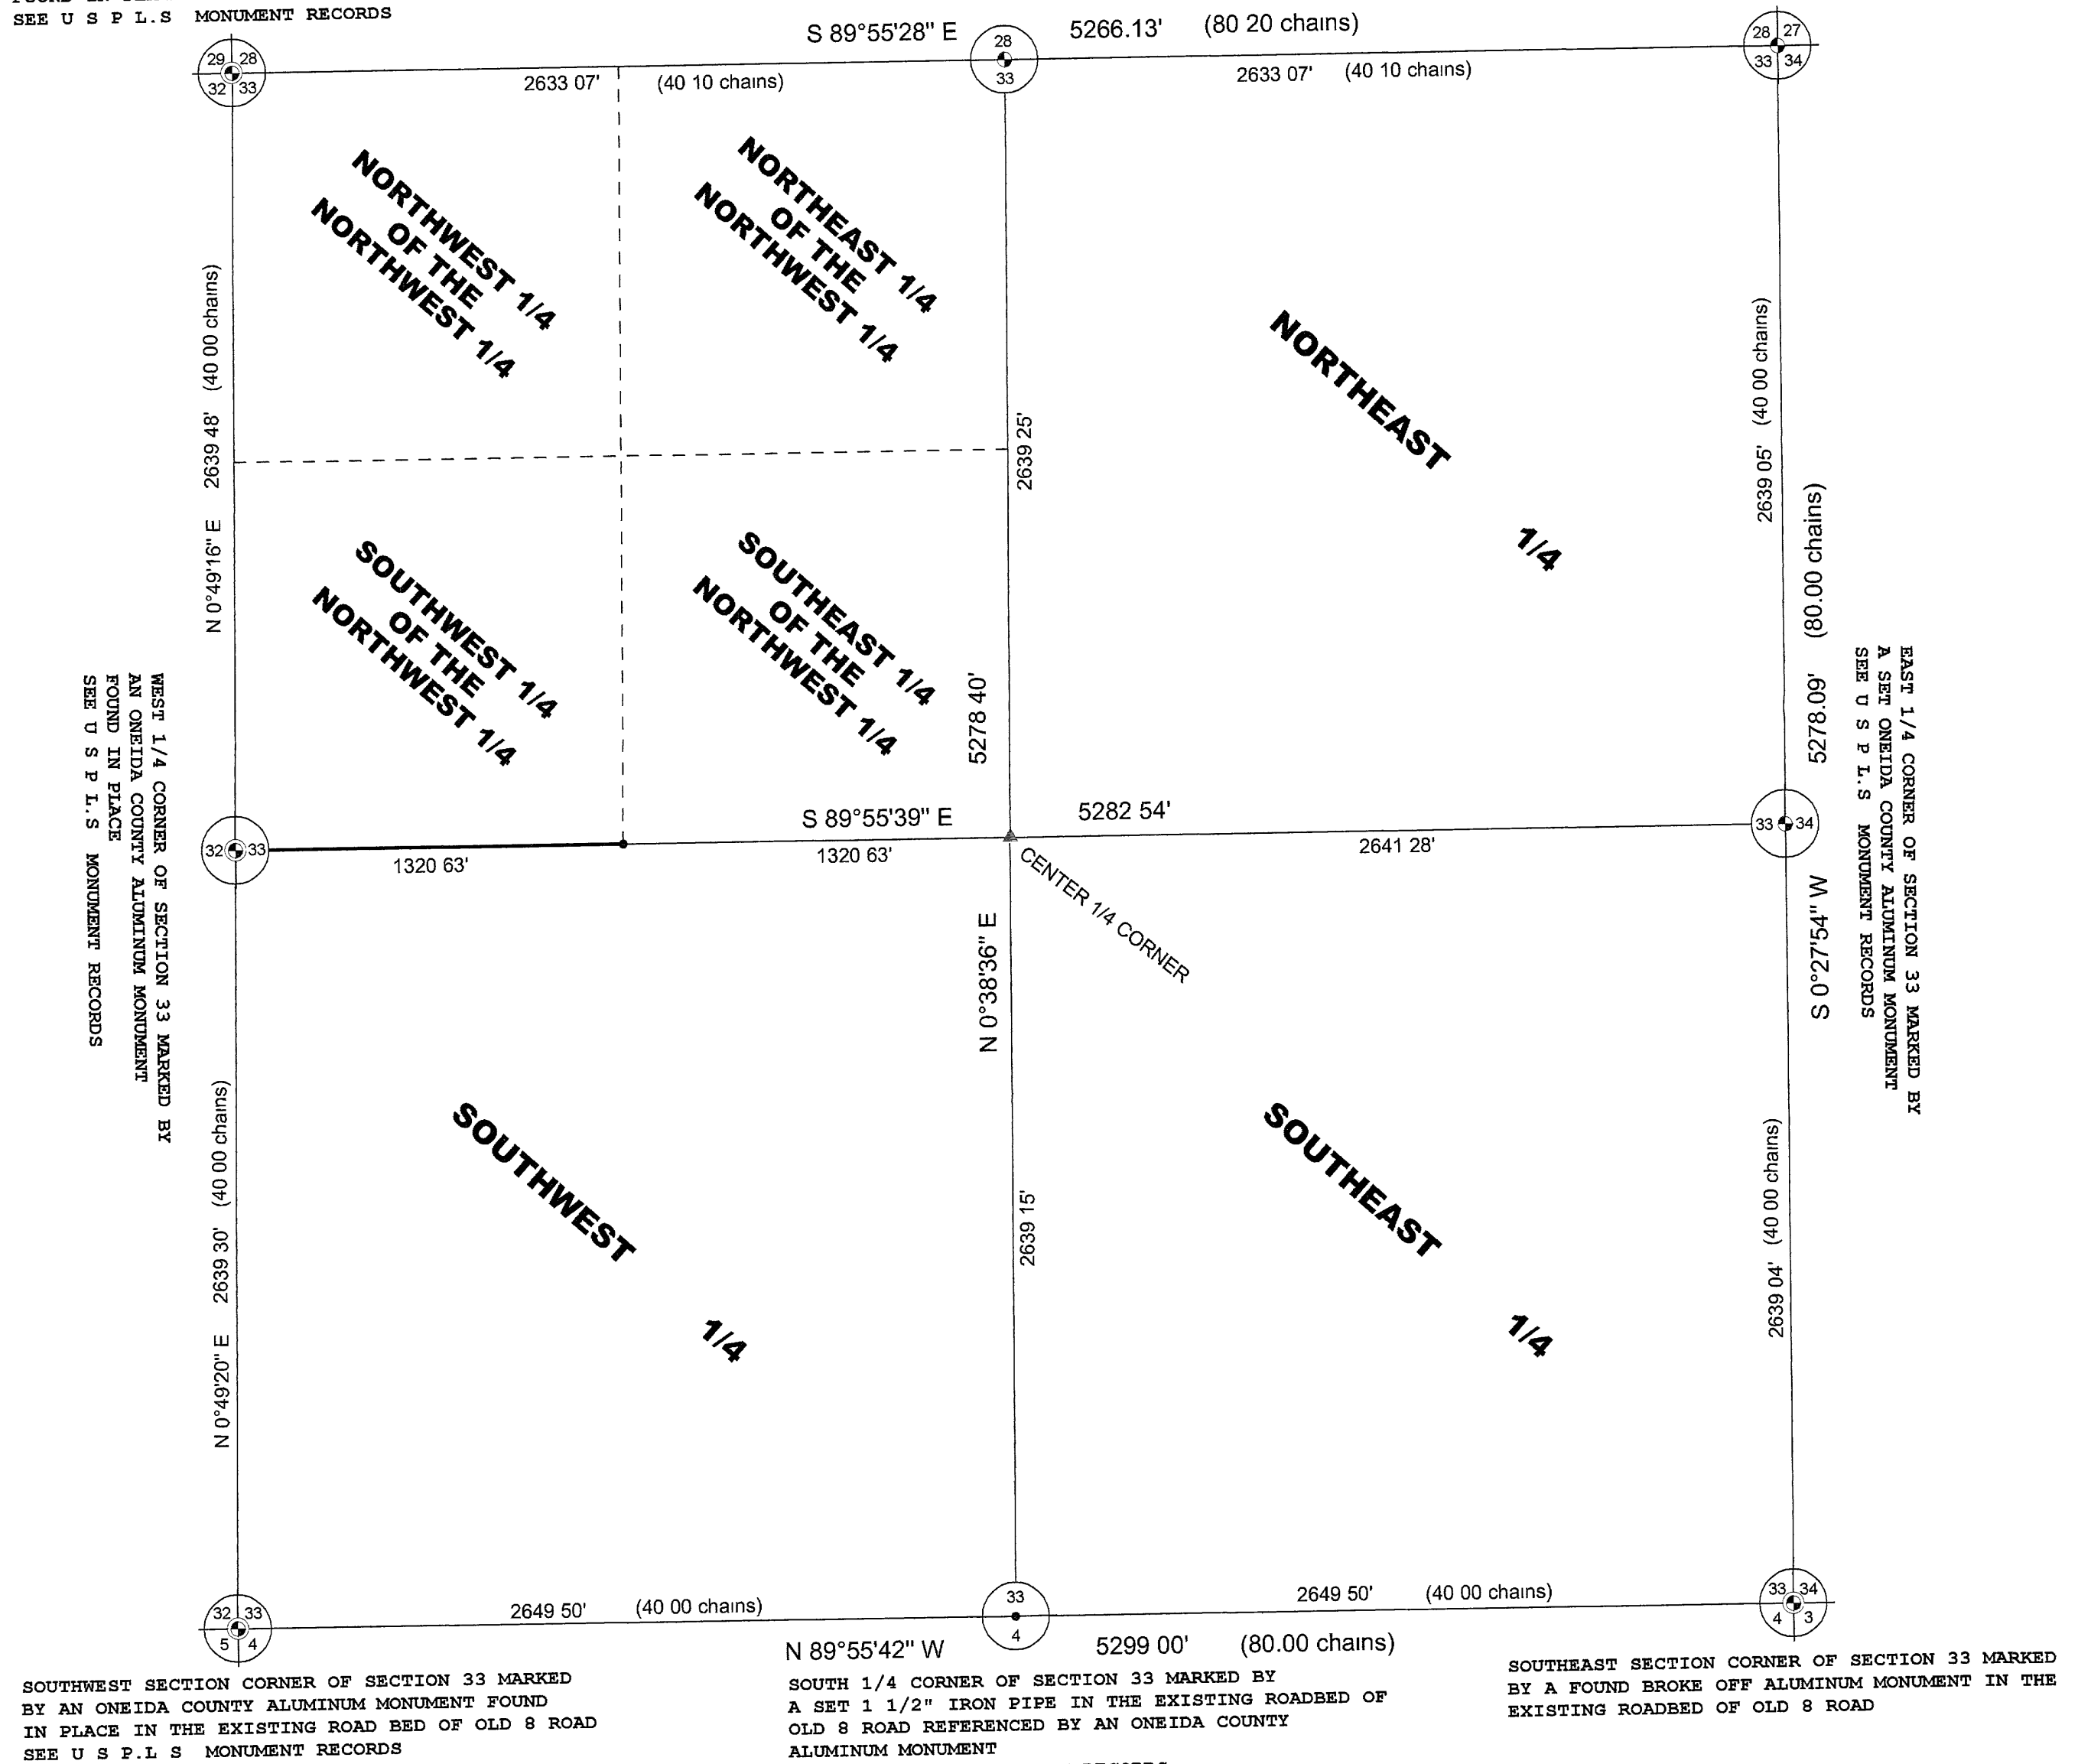 SEE U S P L.S MONUMENT RECORDS
S 89°55'28" E 5266.13' (80 20 chains)
29 28
32 33
28
33
28 27
33 34
2633 07' (40 10 chains)
2633 07' (40 10 chains)
NORTHWEST 1/4
OF THE
NORTHWEST 1/4
NORTHEAST 1/4
OF THE
NORTHWEST 1/4
NORTHEAST 1/4
N 0°49'16" E 2639 48' (40 00 chains)
2639 25'
2639 05' (40 00 chains)
SOUTHWEST 1/4
OF THE
NORTHWEST 1/4
SOUTHEAST 1/4
OF THE
NORTHWEST 1/4
5278 40'
S 0°27'54" W 5278.09' (80.00 chains)
WEST 1/4 CORNER OF SECTION 33 MARKED BY
AN ONEIDA COUNTY ALUMINUM MONUMENT
FOUND IN PLACE
SEE U S P L.S MONUMENT RECORDS
EAST 1/4 CORNER OF SECTION 33 MARKED BY
A SET ONEIDA COUNTY ALUMINUM MONUMENT
SEE U S P L.S MONUMENT RECORDS
S 89°55'39" E 5282 54'
32 33
33 34
1320 63'
1320 63'
2641 28'
CENTER 1/4 CORNER
N 0°38'36" E
SOUTHWEST 1/4
SOUTHEAST 1/4
N 0°49'20" E 2639 30' (40 00 chains)
2639 15'
2639 04' (40 00 chains)
32 33
5 4
33
4
33 34
4 3
2649 50' (40 00 chains)
2649 50' (40 00 chains)
N 89°55'42" W 5299 00' (80.00 chains)
SOUTHWEST SECTION CORNER OF SECTION 33 MARKED
BY AN ONEIDA COUNTY ALUMINUM MONUMENT FOUND
IN PLACE IN THE EXISTING ROAD BED OF OLD 8 ROAD
SEE U S P.L S MONUMENT RECORDS
SOUTH 1/4 CORNER OF SECTION 33 MARKED BY
A SET 1 1/2" IRON PIPE IN THE EXISTING ROADBED OF
OLD 8 ROAD REFERENCED BY AN ONEIDA COUNTY
ALUMINUM MONUMENT
SOUTHEAST SECTION CORNER OF SECTION 33 MARKED
BY A FOUND BROKE OFF ALUMINUM MONUMENT IN THE
EXISTING ROADBED OF OLD 8 ROAD